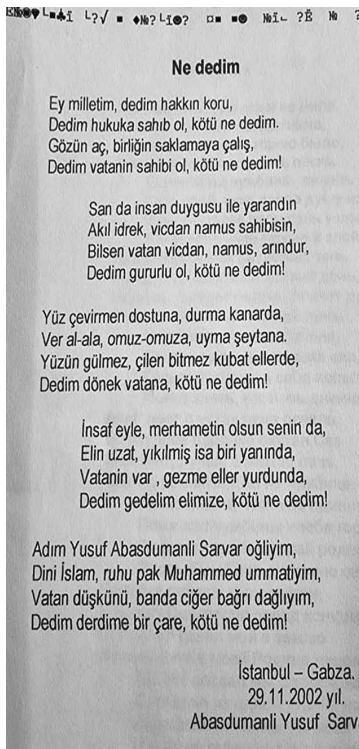 Ne dedim
Ey milletim, dedim hakkın koru,
Dedim hukuka sahıb ol, kötü ne dedim.
Gözün aç, birliğin saklamaya çalış,
Dedim vatanin sahibi ol, kötü ne dedim!
San da insan duygusu ile yarandın
Akıl idrek, vicdan namus sahibisin,
Bilsen vatan vicdan, namus, arındur,
Dedim gururlu ol, kötü ne dedim!
Yüz çevirmen dostuna, durma kanarda,
Ver al-ala, omuz-omuza, uyma şeytana.
Yüzün gülmez, çilen bitmez kubat ellerde,
Dedim dönek vatana, kötü ne dedim!
İnsaf eyle, merhametin olsun senin da,
Elin uzat, yıkılmiş isa biri yanında,
Vatanin var , gezme eller yurdunda,
Dedim gedelim elimize, kötü ne dedim!
Adım Yusuf Abasdumanli Sarvar oğliyim,
Dini İslam, ruhu pak Muhammed ummatiyim,
Vatan düşkünü, banda ciğer bağrı dağlıyım,
Dedim derdime bir çare, kötü ne dedim!
İstanbul – Gabza.
29.11.2002 yıl.
Abasdumanli Yusuf Sarv